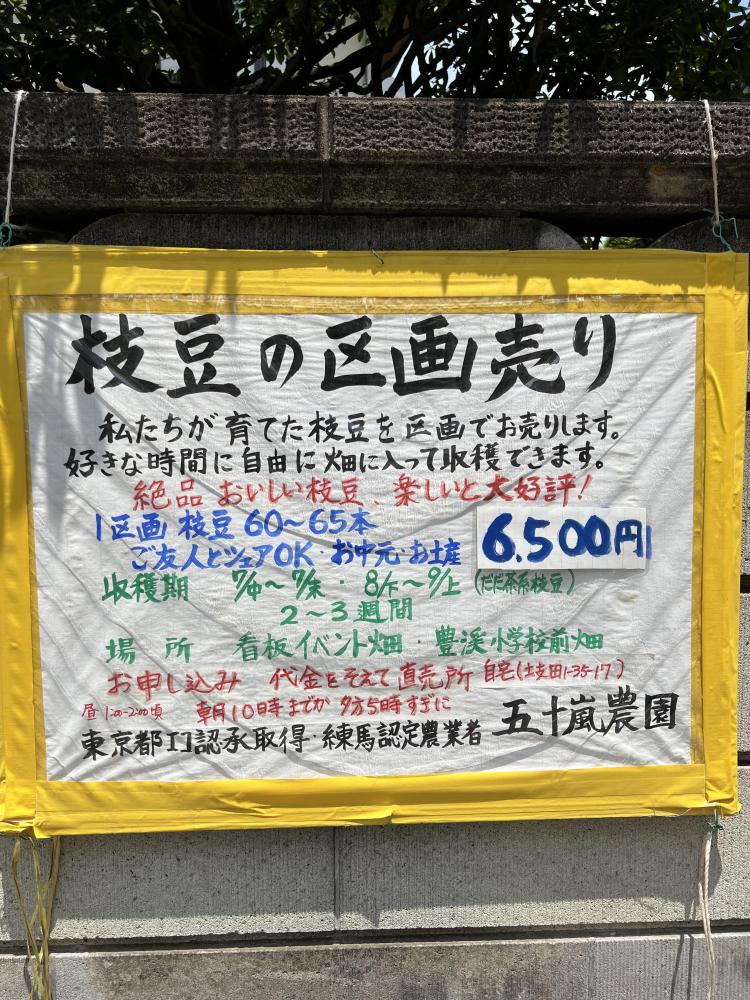 枝豆の区画売り
私たちが育てた枝豆を区画でお売りします。
好きな時間に自由に畑に入って収穫できます。
絶品 おいしい枝豆、楽しいと大好評!
1区画 枝豆 60〜65本 6.500円
ご友人とシェアOK・お中元・お土産
収穫期 7/中〜7/末・8/下〜9/上 (だだ茶系枝豆)
2〜3週間
場所 看板イベント畑・豊渓小学校前畑
お申し込み 代金をそえて直売所 自宅(土支田1-35-17)
昼1:00-2:00頃 朝10時までか夕方5時すぎに
東京都エコ認承取得・練馬認定農業者 五十嵐農園